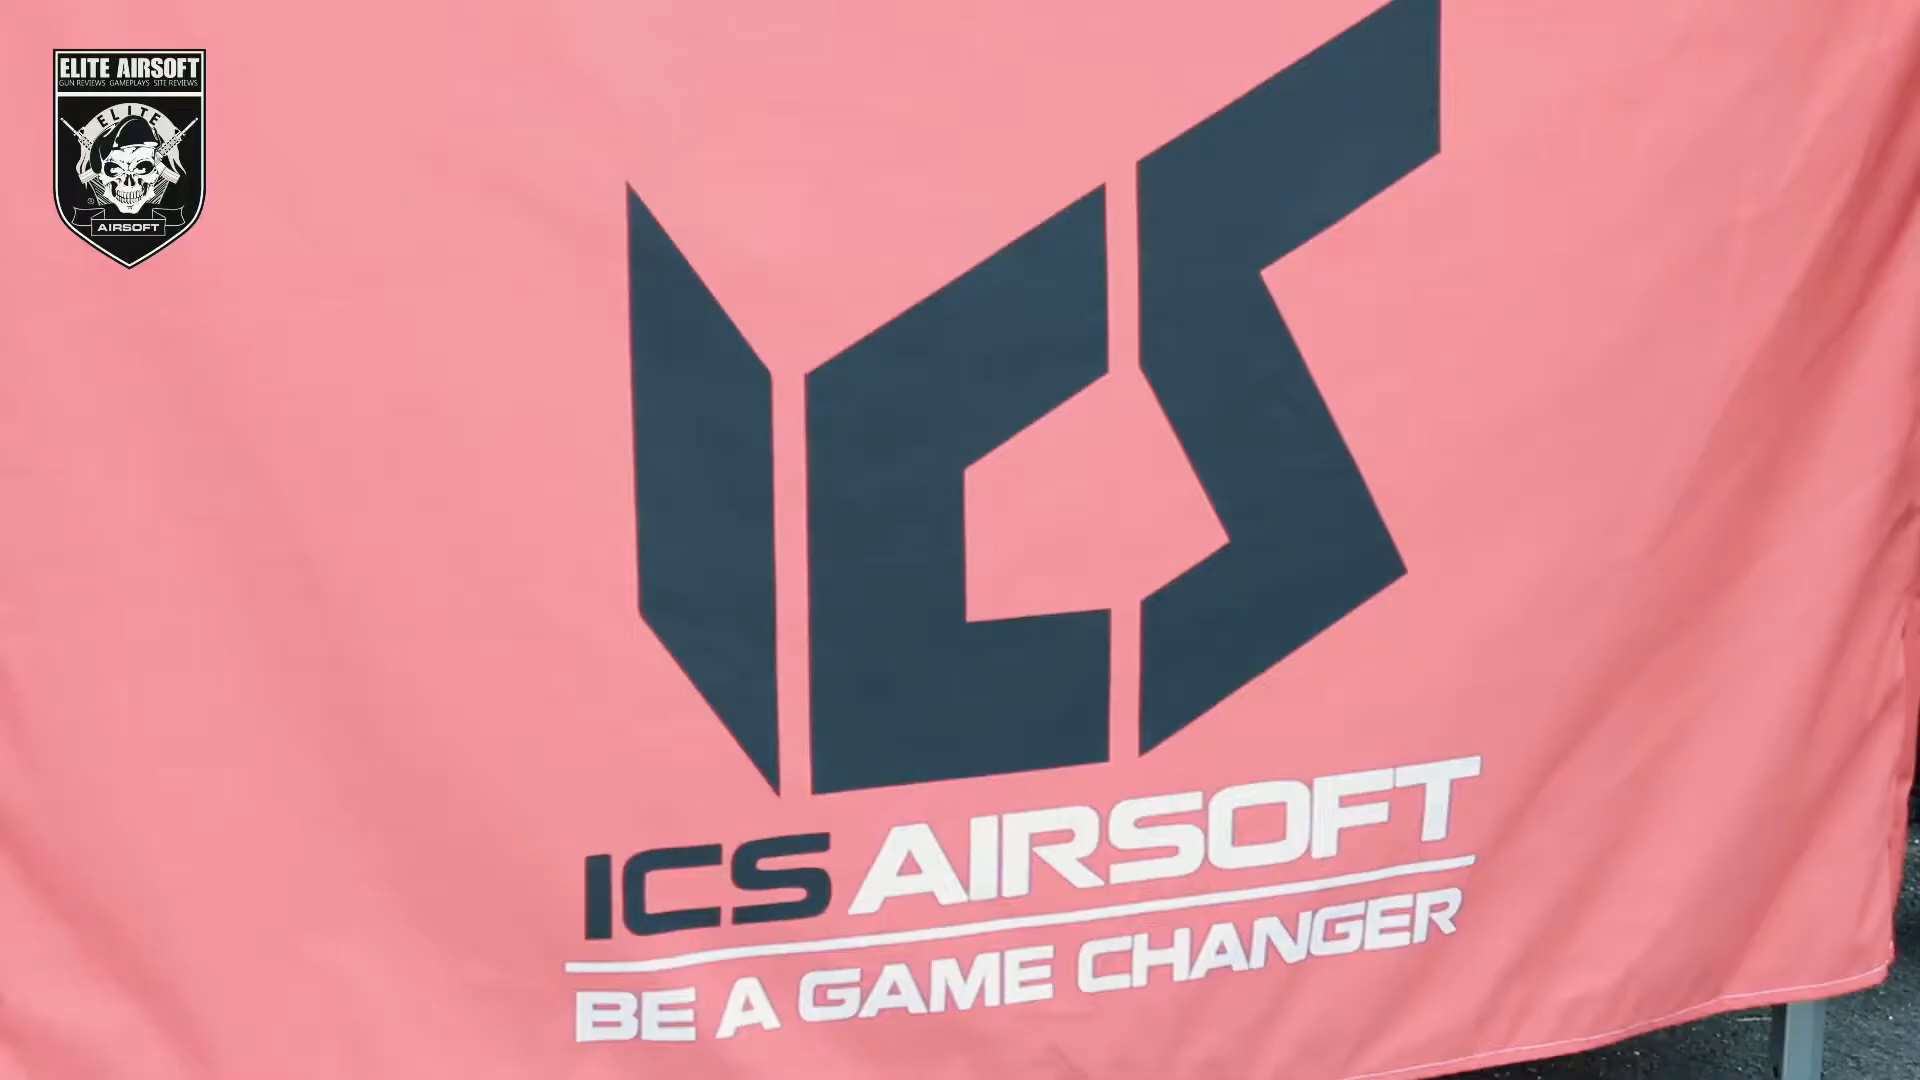 ELITE AIRSOFT
GUN REVIEWS GAMEPLAYS SITE REVIEWS
ELITE
®
AIRSOFT
ICS
ICS AIRSOFT
BE A GAME CHANGER